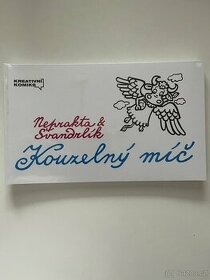 KREATIVNÍ
KOMIKS
Neprakta &
Švandrlík
Kouzelný míč